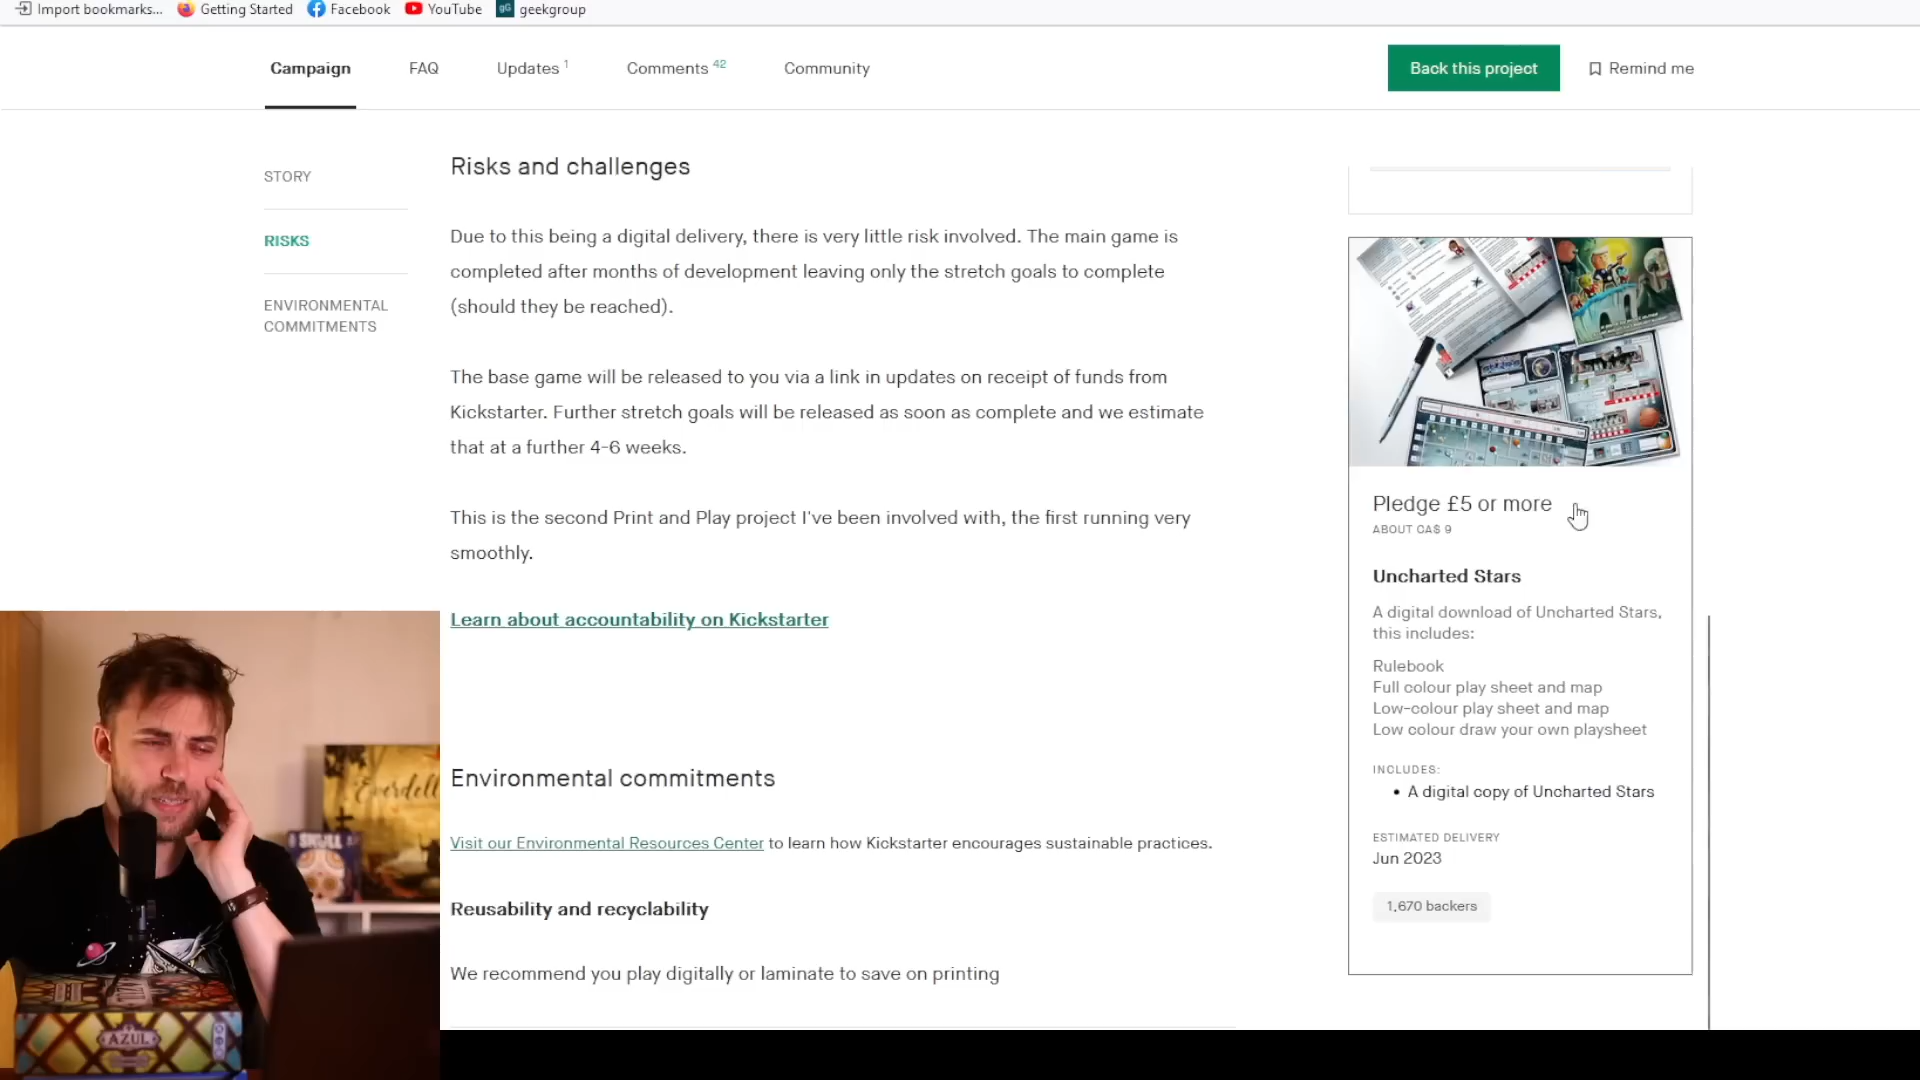 Import bookmarks...
Getting Started
Facebook
YouTube
gG
geekgroup
Campaign
FAQ
Updates 1
Comments 42
Community
Back this project
Remind me
STORY
RISKS
ENVIRONMENTAL
COMMITMENTS
Risks and challenges
Due to this being a digital delivery, there is very little risk involved. The main game is
completed after months of development leaving only the stretch goals to complete
(should they be reached).
The base game will be released to you via a link in updates on receipt of funds from
Kickstarter. Further stretch goals will be released as soon as complete and we estimate
that at a further 4-6 weeks.
This is the second Print and Play project I've been involved with, the first running very
smoothly.
Learn about accountability on Kickstarter
Environmental commitments
Visit our Environmental Resources Center to learn how Kickstarter encourages sustainable practices.
Reusability and recyclability
We recommend you play digitally or laminate to save on printing
Pledge £5 or more
ABOUT CA$ 9
Uncharted Stars
A digital download of Uncharted Stars,
this includes:
Rulebook
Full colour play sheet and map
Low-colour play sheet and map
Low colour draw your own playsheet
INCLUDES:
• A digital copy of Uncharted Stars
ESTIMATED DELIVERY
Jun 2023
1,670 backers
Everdell
SKULL
AZUL